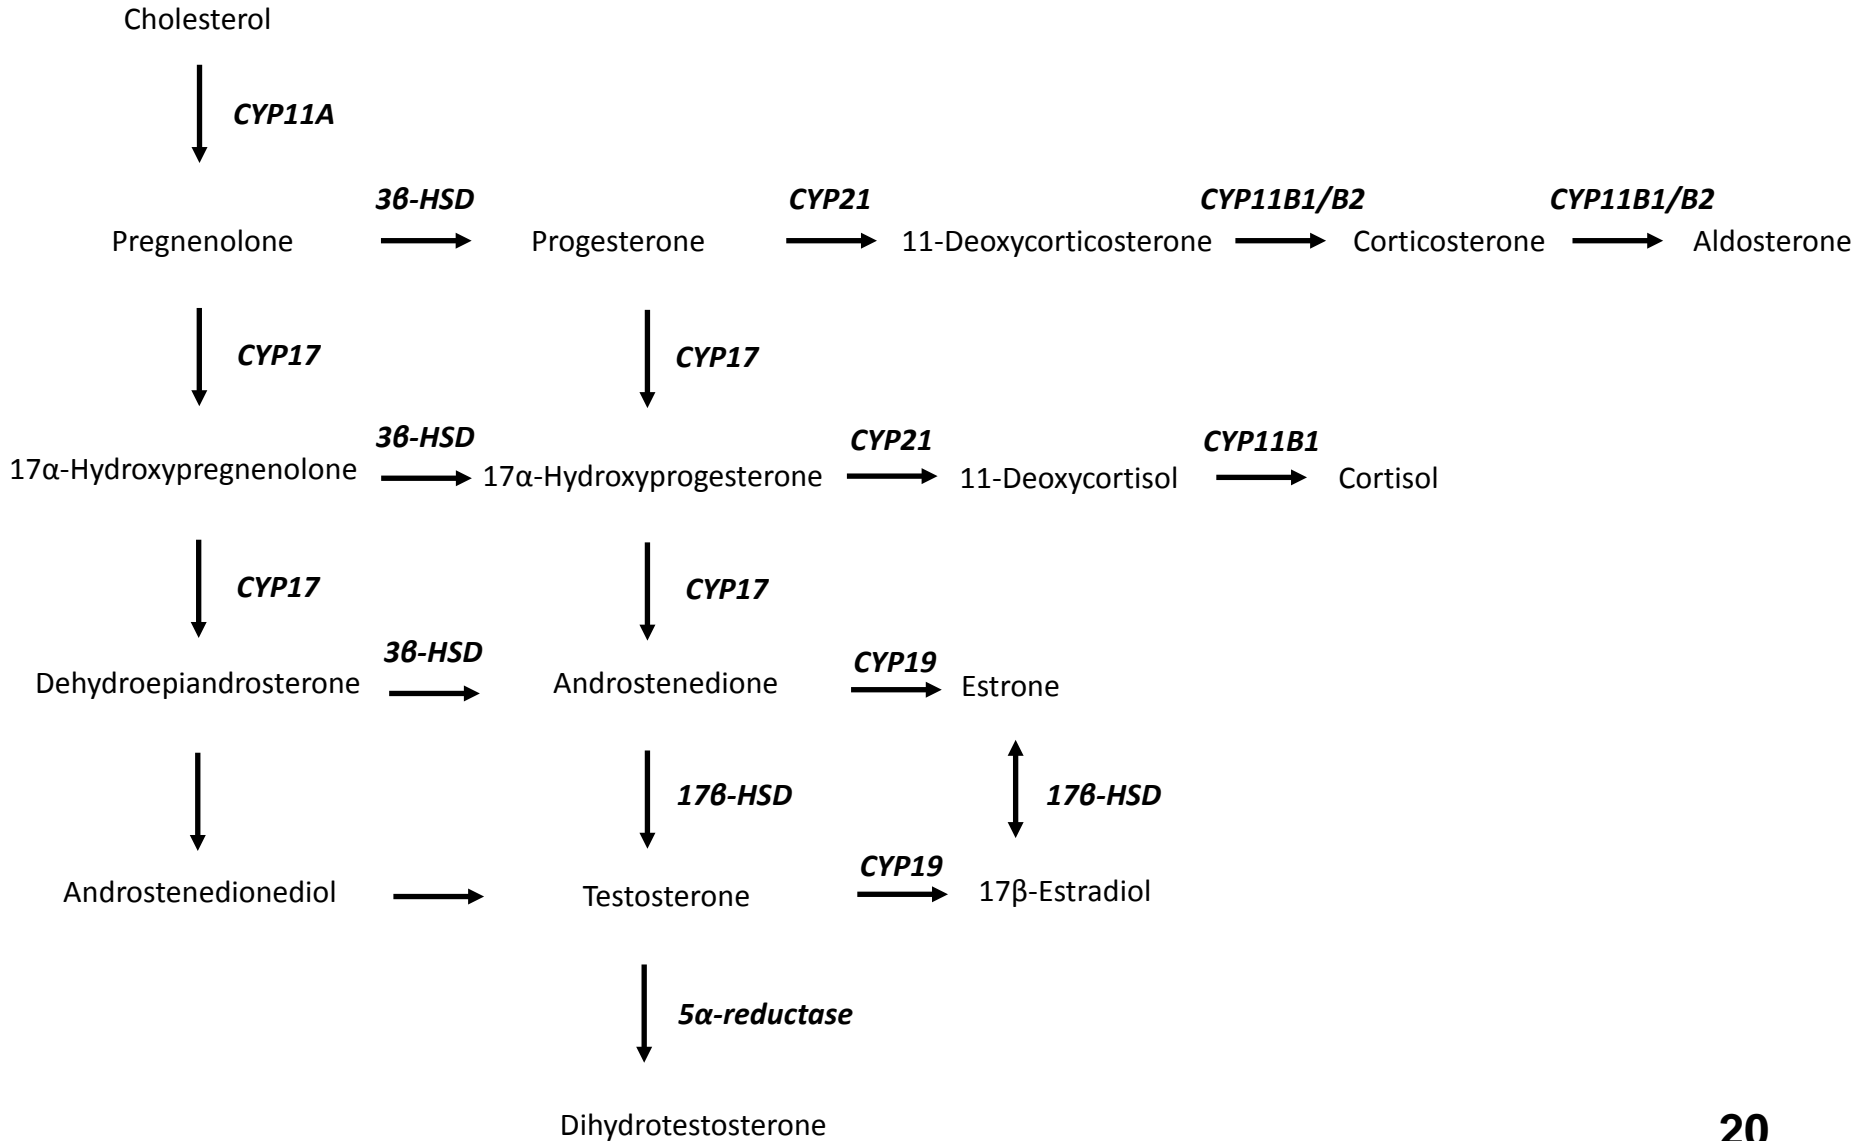 Cholesterol
CYP11A
3β-HSD
CYP21
CYP11B1/B2
CYP11B1/B2
Pregnenolone
Progesterone
11-Deoxycorticosterone
Corticosterone
Aldosterone
CYP17
CYP17
3β-HSD
CYP21
CYP11B1
17α-Hydroxypregnenolone
17α-Hydroxyprogesterone
11-Deoxycortisol
Cortisol
CYP17
CYP17
3β-HSD
CYP19
Dehydroepiandrosterone
Androstenedione
Estrone
17β-HSD
17β-HSD
CYP19
Androstenedionediol
Testosterone
17β-Estradiol
5α-reductase
Dihydrotestosterone
20